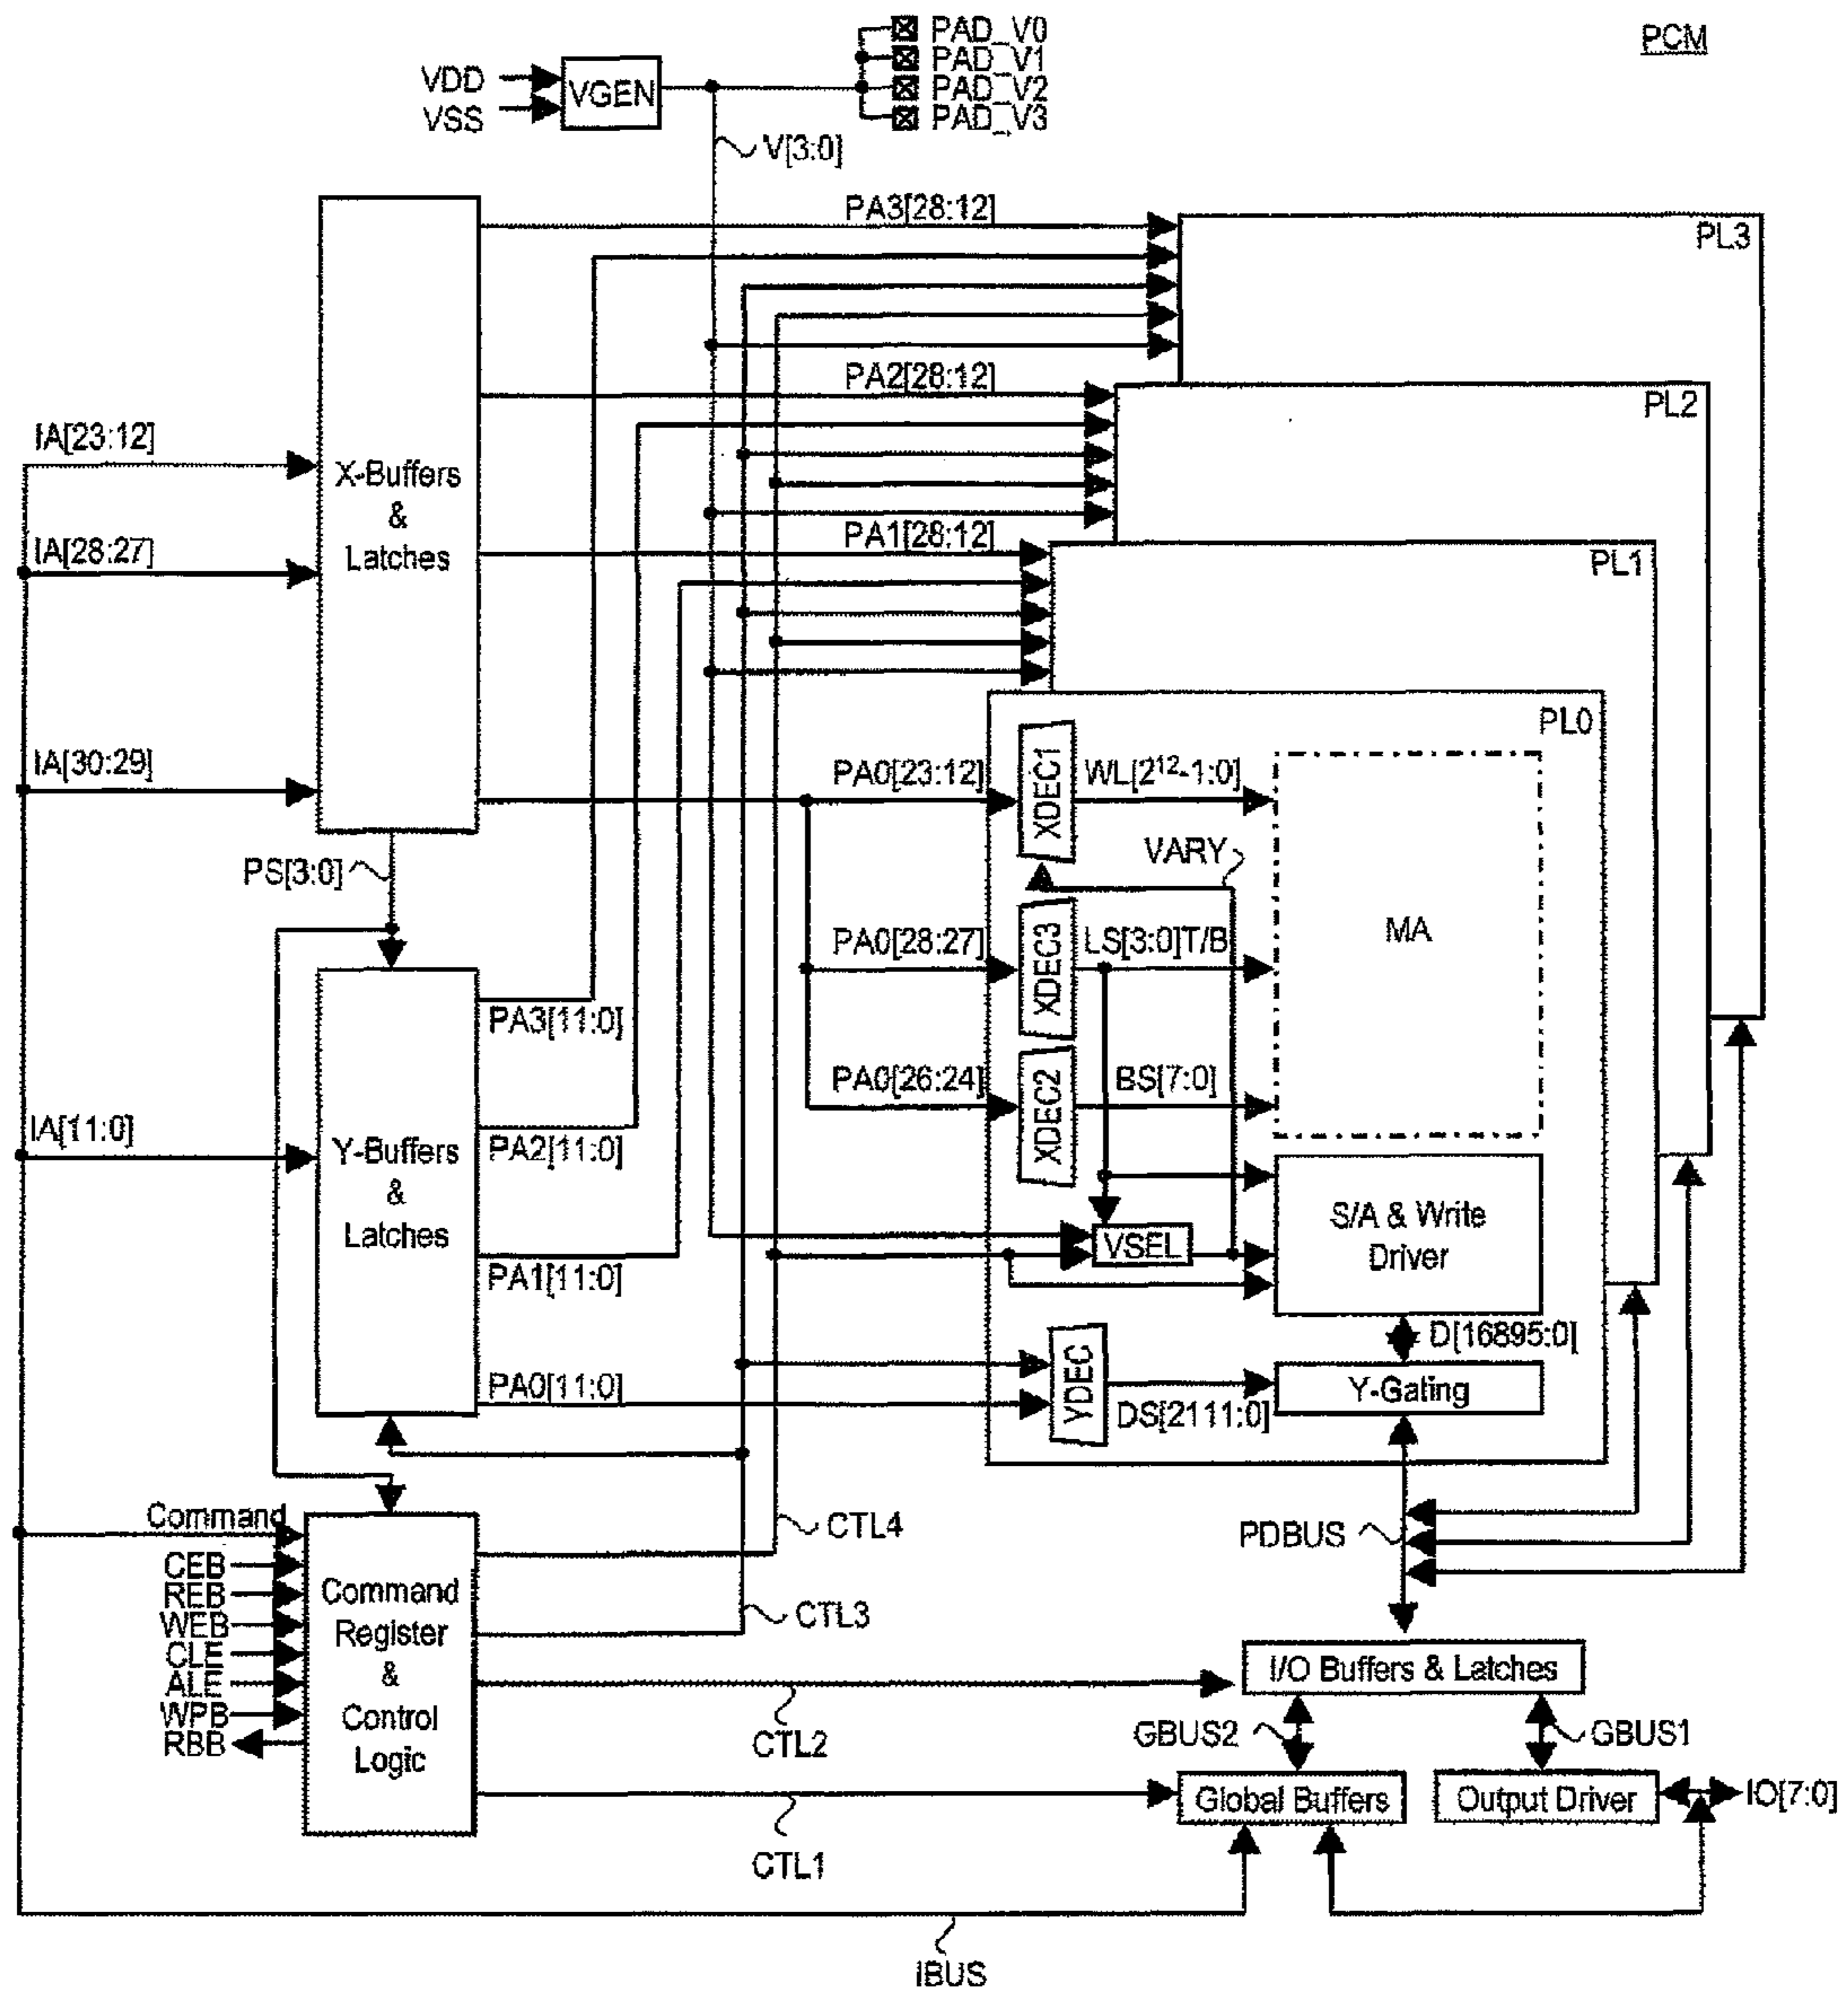 PCM
PAD_V0
PAD_V1
PAD_V2
PAD_V3
VDD
VSS
VGEN
V[3:0]
PA3[28:12]
PL3
PA2[28:12]
PL2
IA[23:12]
X-Buffers
&
Latches
IA[28:27]
PA1[28:12]
PL1
IA[30:29]
PL0
PA0[23:12]
XDEC1
WL[2¹²-1:0]
VARY
PS[3:0]
PA0[28:27]
XDEC3
LS[3:0]T/B
MA
PA3[11:0]
PA0[26:24]
XDEC2
BS[7:0]
IA[11:0]
Y-Buffers
&
Latches
PA2[11:0]
VSEL
S/A & Write
Driver
PA1[11:0]
D[16895:0]
PA0[11:0]
YDEC
DS[2111:0]
Y-Gating
Command
CEB
REB
WEB
CLE
ALE
WPB
RBB
Command
Register
&
Control
Logic
CTL4
CTL3
PDBUS
CTL2
I/O Buffers & Latches
GBUS2
GBUS1
CTL1
Global Buffers
Output Driver
IO[7:0]
IBUS